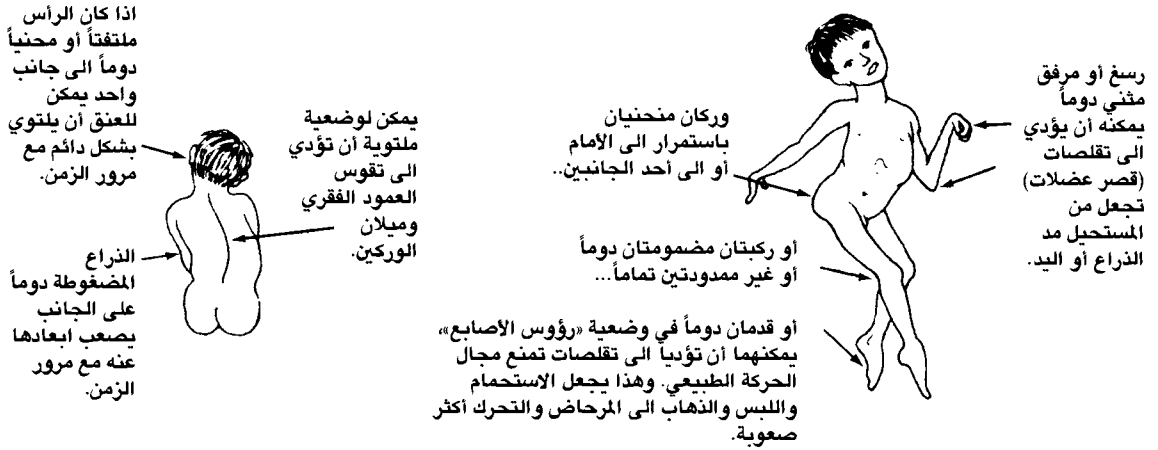 رسغ أو مرفق
مثني دوماً
يمكنه أن يؤدي
الى تقلصات
(قصر عضلات)
تجعل من
المستحيل مد
الذراع أو اليد.
وركان منحنيان
باستمرار الى الأمام
أو الى أحد الجانبين..
أو ركبتان مضمومتان دوماً
أو غير ممدودتين تماماً...
أو قدمان دوماً في وضعية «رؤوس الأصابع»،
يمكنهما أن تؤديا الى تقلصات تمنع مجال
الحركة الطبيعي. وهذا يجعل الاستحمام
واللبس والذهاب الى المرحاض والتحرك أكثر
صعوبة.
يمكن لوضعية
ملتوية أن تؤدي
الى تقوس
العمود الفقري
وميلان
الوركين.
اذا كان الرأس
ملتفتاً أو محنياً
دوماً الى جانب
واحد يمكن
للعنق أن يلتوي
بشكل دائم مع
مرور الزمن.
الذراع
المضغوطة دوماً
على الجانب
يصعب ابعادها
عنه مع مرور
الزمن.